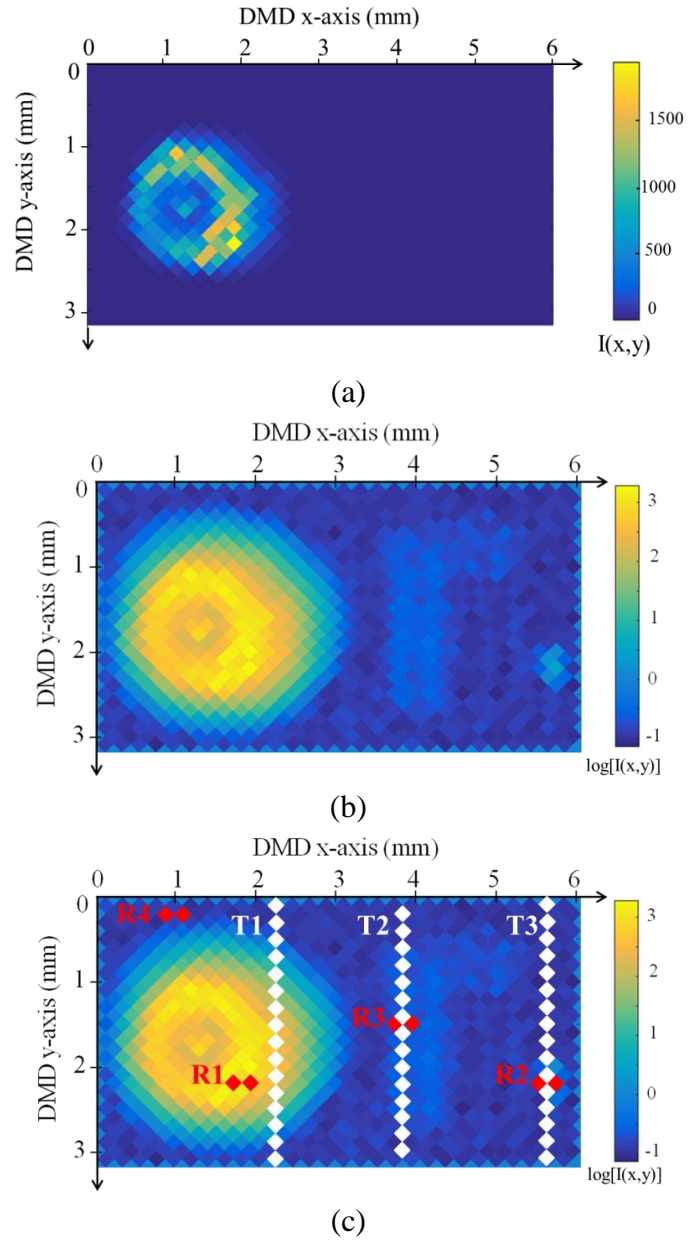 DMD x-axis (mm)
0 1 2 3 4 5 6
DMD y-axis (mm)
0
1
2
3
1500
1000
500
0
I(x,y)
(a)
DMD x-axis (mm)
0 1 2 3 4 5 6
DMD y-axis (mm)
0
1
2
3
3
2
1
0
-1
log[I(x,y)]
(b)
DMD x-axis (mm)
0 1 2 3 4 5 6
DMD y-axis (mm)
0
1
2
3
R4 T1 T2 T3
R3
R1 R2
3
2
1
0
-1
log[I(x,y)]
(c)